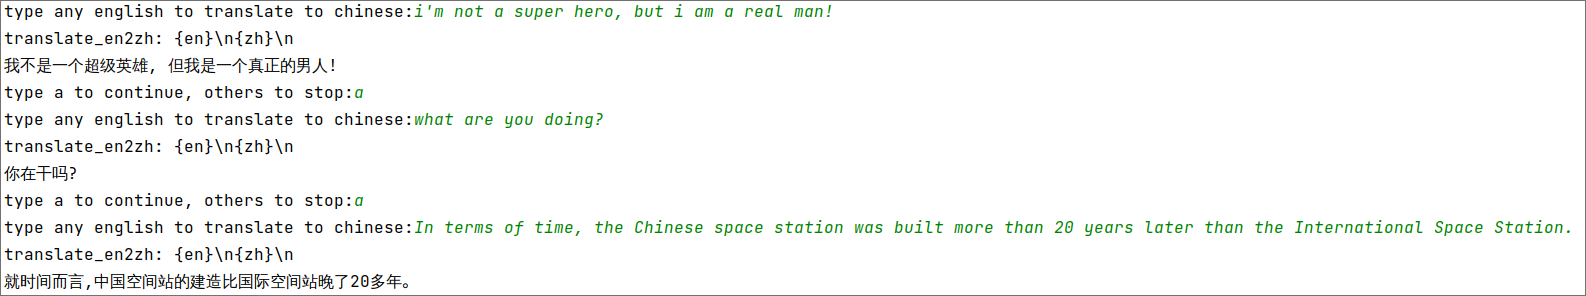 type any english to translate to chinese:i'm not a super hero, but i am a real man!
translate_en2zh: {en}\n{zh}\n
我不是一个超级英雄, 但我是一个真正的男人!
type a to continue, others to stop:a
type any english to translate to chinese:what are you doing?
translate_en2zh: {en}\n{zh}\n
你在干吗?
type a to continue, others to stop:a
type any english to translate to chinese:In terms of time, the Chinese space station was built more than 20 years later than the International Space Station.
translate_en2zh: {en}\n{zh}\n
就时间而言,中国空间站的建造比国际空间站晚了20多年。